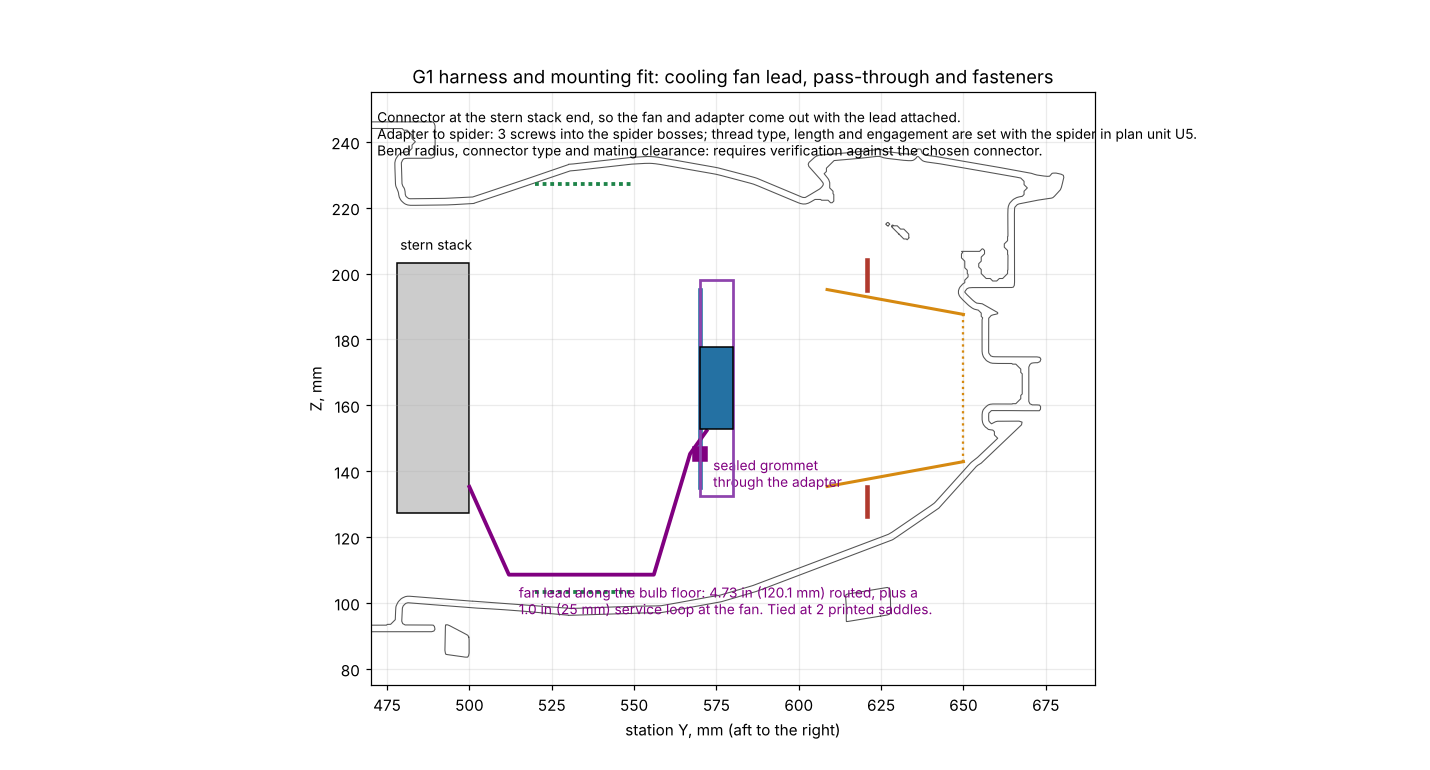 G1 harness and mounting fit: cooling fan lead, pass-through and fasteners
Connector at the stern stack end, so the fan and adapter come out with the lead attached.
Adapter to spider: 3 screws into the spider bosses; thread type, length and engagement are set with the spider in plan unit U5.
Bend radius, connector type and mating clearance: requires verification against the chosen connector.
240
220
200
180
160
140
120
100
80
Z, mm
stern stack
sealed grommet
through the adapter
fan lead along the bulb floor: 4.73 in (120.1 mm) routed, plus a
1.0 in (25 mm) service loop at the fan. Tied at 2 printed saddles.
475 500 525 550 575 600 625 650 675
station Y, mm (aft to the right)